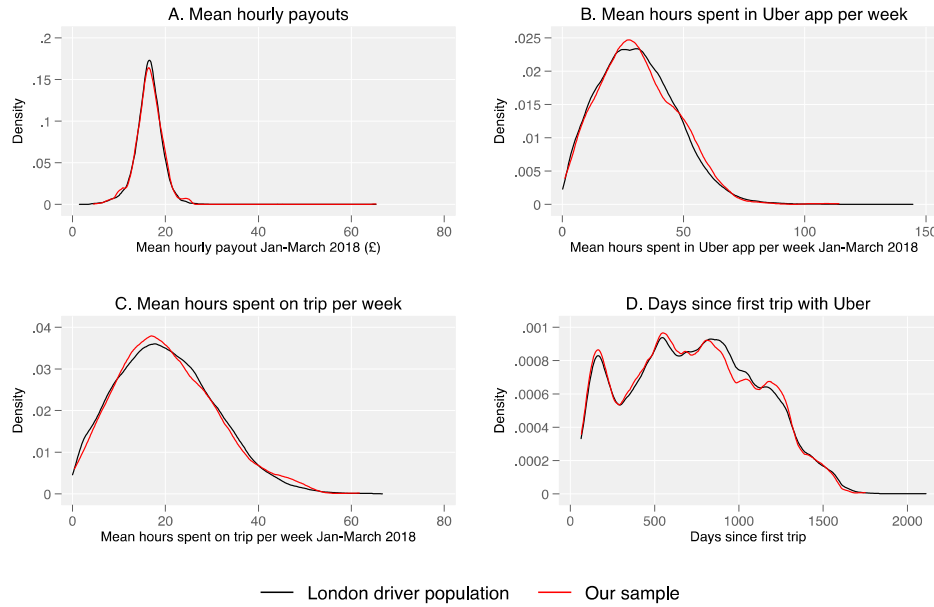 A. Mean hourly payouts
.2
.15
.1
.05
0
Density
0 20 40 60 80
Mean hourly payout Jan-March 2018 (£)
B. Mean hours spent in Uber app per week
.025
.02
.015
.01
.005
0
Density
0 50 100 150
Mean hours spent in Uber app per week Jan-March 2018
C. Mean hours spent on trip per week
.04
.03
.02
.01
0
Density
0 20 40 60 80
Mean hours spent on trip per week Jan-March 2018
D. Days since first trip with Uber
.001
.0008
.0006
.0004
.0002
0
Density
0 500 1000 1500 2000
Days since first trip
London driver population Our sample